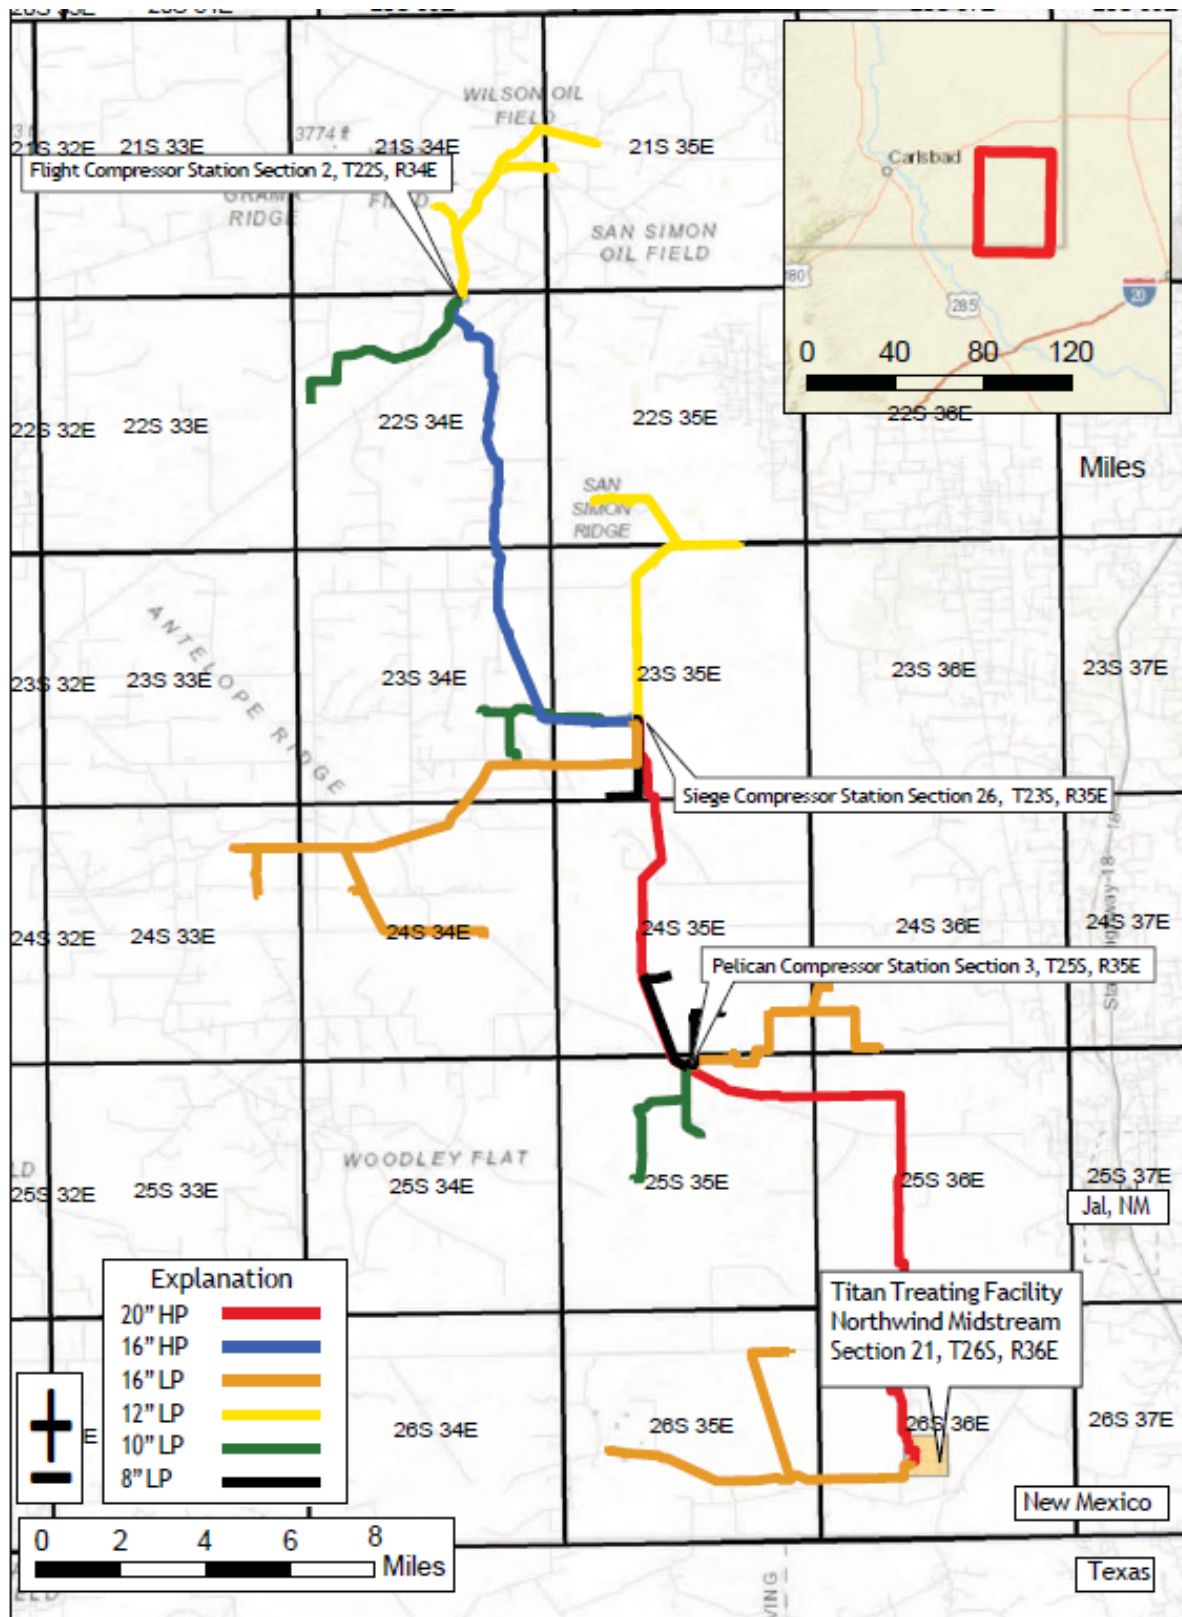 WILSON OIL
FIELD
3774 ft
21S 32E
21S 33E
21S 34E
21S 35E
Flight Compressor Station Section 2, T22S, R34E
GRAMA
RIDGE
FIELD
SAN SIMON
OIL FIELD
Carlsbad
180
285
20
0 40 80 120
22S 36E
Miles
22S 32E
22S 33E
22S 34E
22S 35E
SAN
SIMON
RIDGE
ANTELOPE RIDGE
23S 32E
23S 33E
23S 34E
23S 35E
23S 36E
23S 37E
Siege Compressor Station Section 26, T23S, R35E
24S 32E
24S 33E
24S 34E
24S 35E
24S 36E
24S 37E
Pelican Compressor Station Section 3, T25S, R35E
WOODLEY FLAT
25S 32E
25S 33E
25S 34E
25S 35E
25S 36E
25S 37E
Jal, NM
Explanation
20" HP
16" HP
16" LP
12" LP
10" LP
8" LP
Titan Treating Facility
Northwind Midstream
Section 21, T26S, R36E
26S 34E
26S 35E
26S 36E
26S 37E
New Mexico
0 2 4 6 8
Miles
Texas